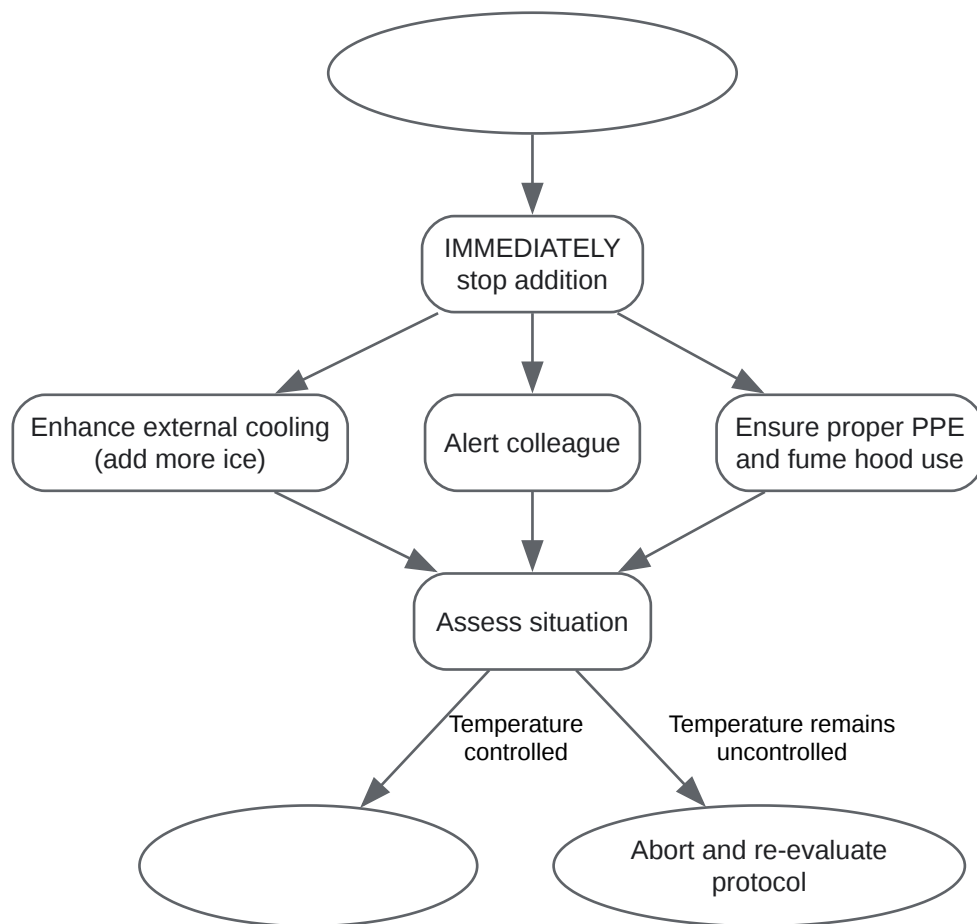 IMMEDIATELY
stop addition
Enhance external cooling
(add more ice)
Alert colleague
Ensure proper PPE
and fume hood use
Assess situation
Temperature
controlled
Temperature remains
uncontrolled
Abort and re-evaluate
protocol